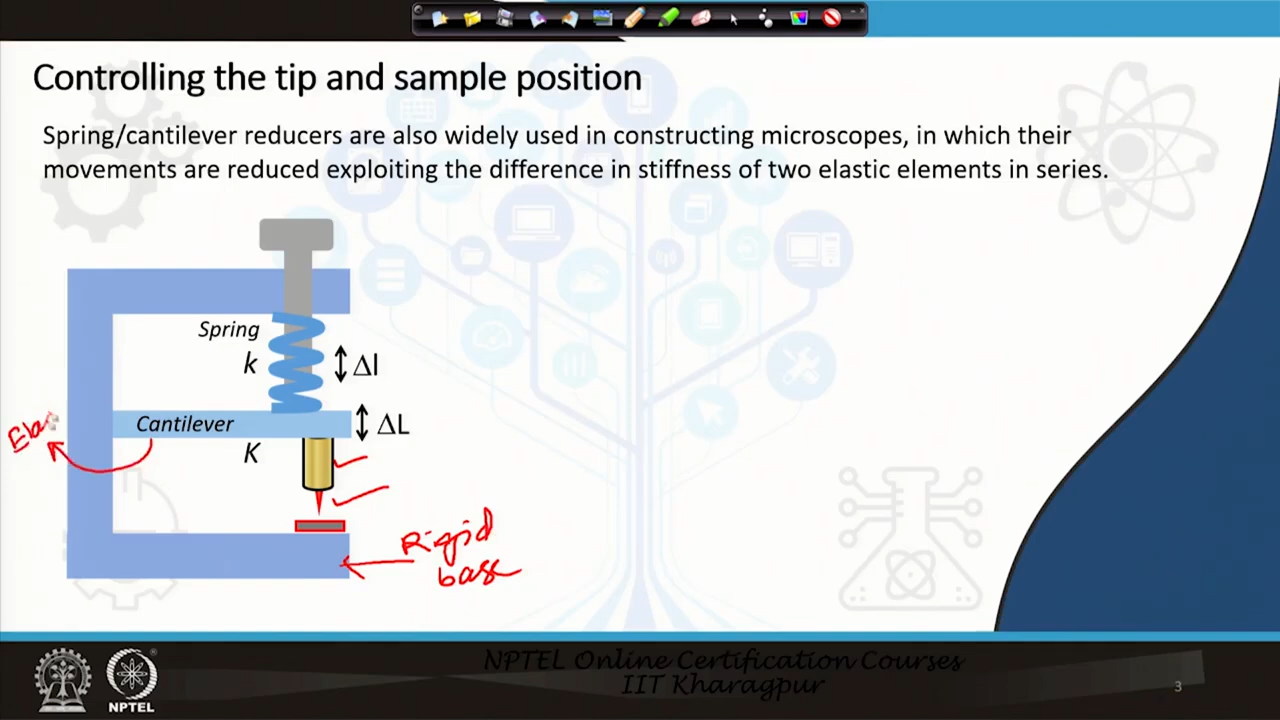 Controlling the tip and sample position
Spring/cantilever reducers are also widely used in constructing microscopes, in which their
movements are reduced exploiting the difference in stiffness of two elastic elements in series.
Spring
k
Δl
Cantilever
ΔL
K
Ela
Rigid
base
NPTEL Online Certification Courses
IIT Kharagpur
NPTEL
3